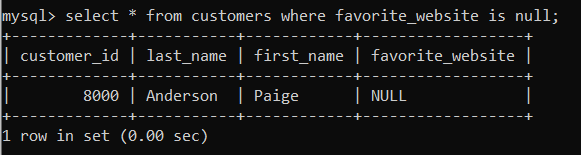 mysql> select * from customers where favorite_website is null;
+-------------+-----------+------------+------------------+
| customer_id | last_name | first_name | favorite_website |
+-------------+-----------+------------+------------------+
|        8000 | Anderson  | Paige      | NULL             |
+-------------+-----------+------------+------------------+
1 row in set (0.00 sec)